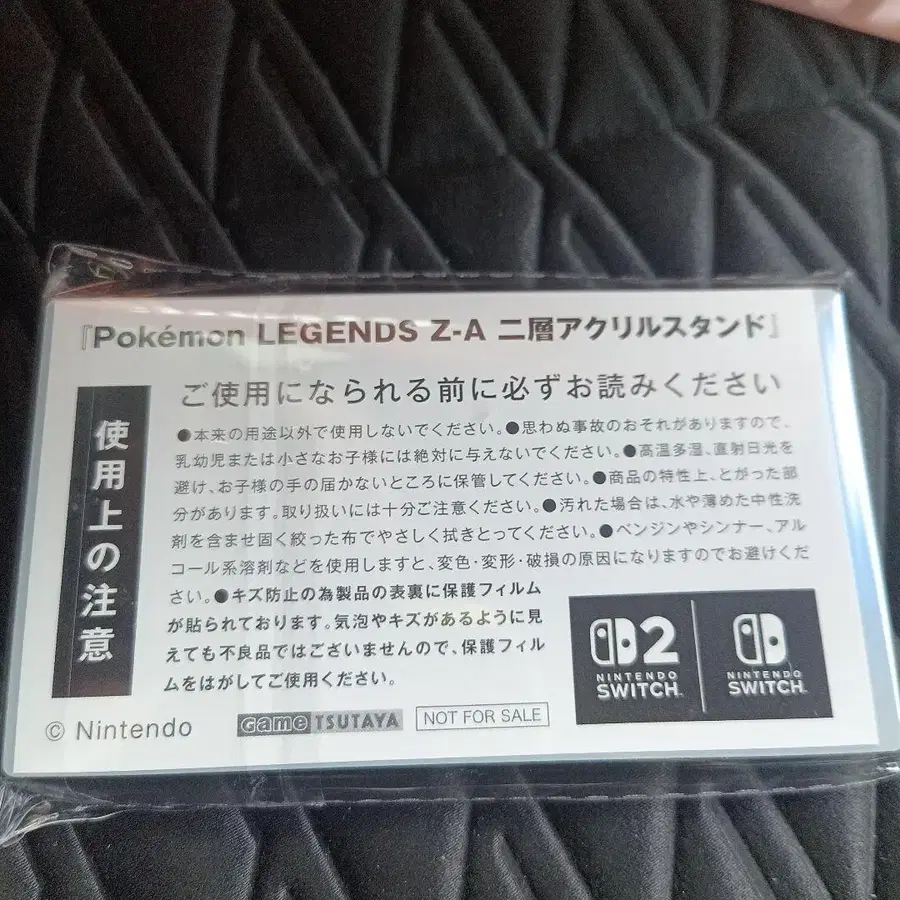 『Pokémon LEGENDS Z-A 二層アクリルスタンド』
使用上の注意
ご使用になられる前に必ずお読みください
●本来の用途以外で使用しないでください。●思わぬ事故のおそれがありますので、
乳幼児または小さなお子様には絶対に与えないでください。●高温多湿、直射日光を
避け、お子様の手の届かないところに保管してください。●商品の特性上、とがった部
分があります。取り扱いには十分ご注意ください。●汚れた場合は、水や薄めた中性洗
剤を含ませ固く絞った布でやさしく拭きとってください。●ベンジンやシンナー、アル
コール系溶剤などを使用しますと、変色・変形・破損の原因になりますのでお避けくだ
さい。●キズ防止の為製品の表裏に保護フィルム
が貼られております。気泡やキズがあるように見
えても不良品ではございませんので、保護フィル
ムをはがしてご使用ください。
2
NINTENDO
SWITCH™
NINTENDO
SWITCH™
© Nintendo
Game TSUTAYA
NOT FOR SALE